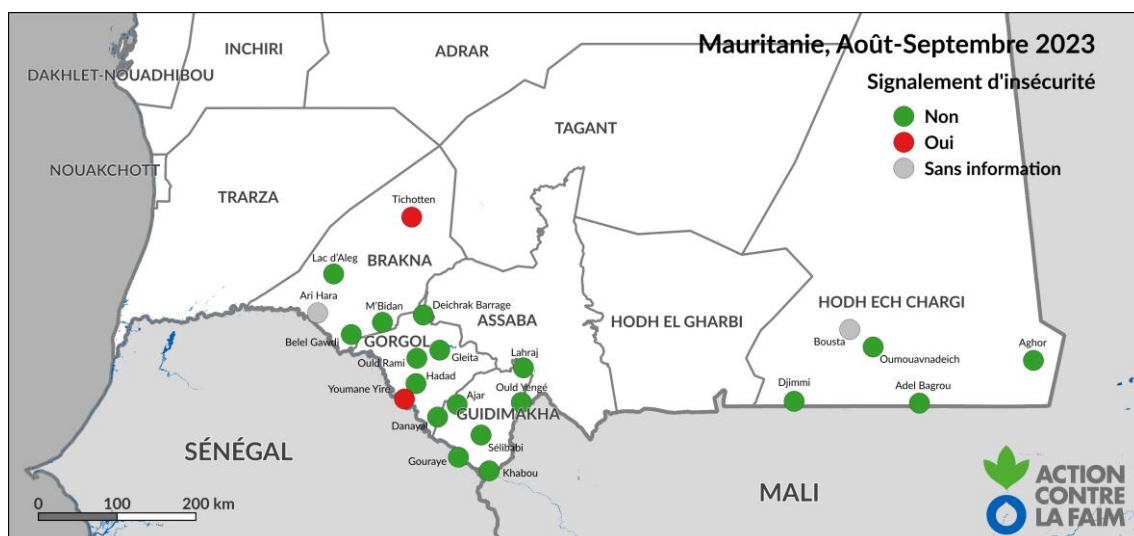 Mauritanie, Août-Septembre 2023
Signalement d'insécurité
Non
Oui
Sans information
INCHIRI
ADRAR
DAKHLET-NOUADHIBOU
TAGANT
NOUAKCHOTT
TRARZA
Tichotten
BRAKNA
Lac d'Aleg
Ari Hara
M'Bidan
Deichrak Barrage
ASSABA
HODH EL GHARBI
HODH ECH CHARGI
Belel Gawdi
GORGOL
Gleita
Bousta
Oumouavnadeich
Aghor
Ould Rami
Lahraj
Hadad
Youmane Yiré
Ould Yengé
Djimmi
Adel Bagrou
Ajar
GUIDIMAKHA
Danayal
SÉNÉGAL
Sélibabi
Gouraye
Khabou
MALI
0 100 200 km
ACTION
CONTRE
LA FAIM